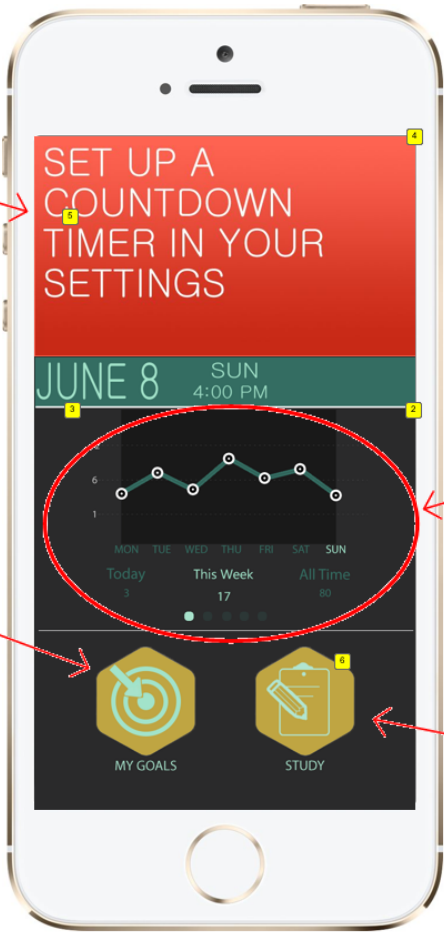 4
SET UP A
COUNTDOWN
5
TIMER IN YOUR
SETTINGS
JUNE 8 SUN
4:00 PM
3 2
6
1
MON TUE WED THU FRI SAT SUN
Today This Week All Time
3 17 80
6
MY GOALS STUDY